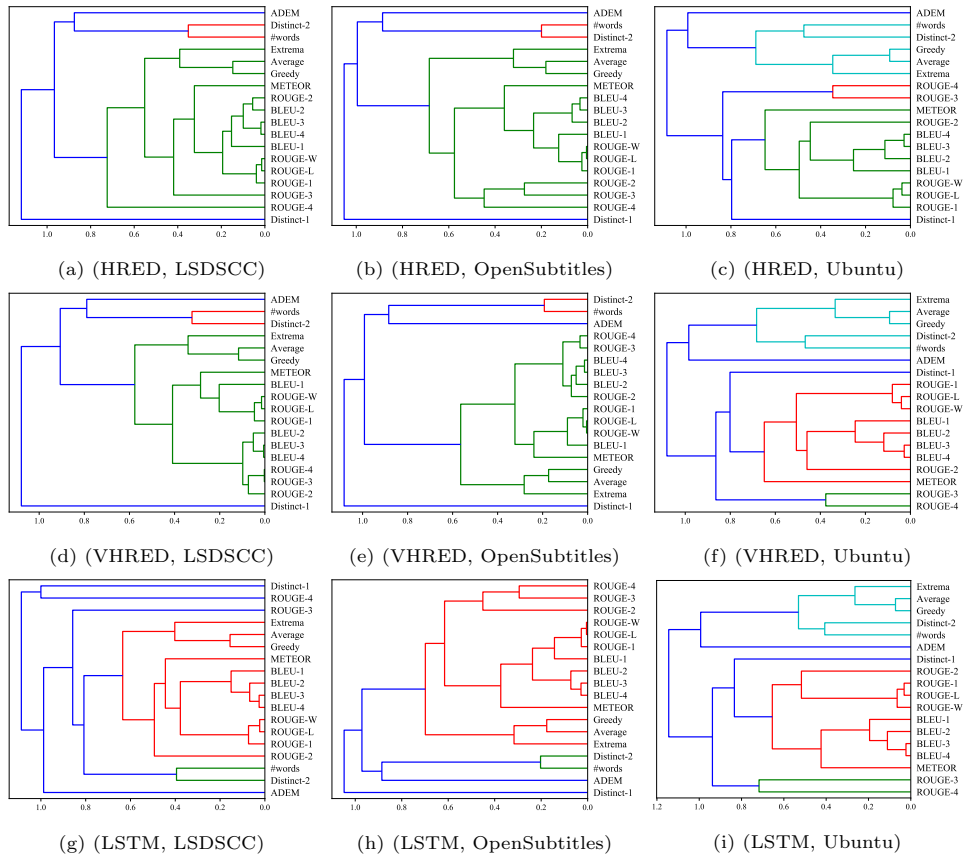 ADEM
Distinct-2
#words
Extrema
Average
Greedy
METEOR
ROUGE-2
BLEU-2
BLEU-3
BLEU-4
BLEU-1
ROUGE-W
ROUGE-L
ROUGE-1
ROUGE-3
ROUGE-4
Distinct-1
1.0 0.8 0.6 0.4 0.2 0.0
(a) (HRED, LSDSCC)
ADEM
#words
Distinct-2
Extrema
Average
Greedy
METEOR
BLEU-4
BLEU-3
BLEU-2
BLEU-1
ROUGE-W
ROUGE-L
ROUGE-1
ROUGE-2
ROUGE-3
ROUGE-4
Distinct-1
1.0 0.8 0.6 0.4 0.2 0.0
(b) (HRED, OpenSubtitles)
ADEM
#words
Distinct-2
Greedy
Average
Extrema
ROUGE-4
ROUGE-3
METEOR
ROUGE-2
BLEU-4
BLEU-3
BLEU-2
BLEU-1
ROUGE-W
ROUGE-L
ROUGE-1
Distinct-1
1.0 0.8 0.6 0.4 0.2 0.0
(c) (HRED, Ubuntu)
ADEM
#words
Distinct-2
Extrema
Average
Greedy
METEOR
BLEU-1
ROUGE-W
ROUGE-L
ROUGE-1
BLEU-2
BLEU-3
BLEU-4
ROUGE-4
ROUGE-3
ROUGE-2
Distinct-1
1.0 0.8 0.6 0.4 0.2 0.0
(d) (VHRED, LSDSCC)
Distinct-2
#words
ADEM
ROUGE-4
ROUGE-3
BLEU-4
BLEU-3
BLEU-2
ROUGE-2
ROUGE-1
ROUGE-L
ROUGE-W
BLEU-1
METEOR
Greedy
Average
Extrema
Distinct-1
1.0 0.8 0.6 0.4 0.2 0.0
(e) (VHRED, OpenSubtitles)
Extrema
Average
Greedy
Distinct-2
#words
ADEM
Distinct-1
ROUGE-1
ROUGE-L
ROUGE-W
BLEU-1
BLEU-2
BLEU-3
BLEU-4
ROUGE-2
METEOR
ROUGE-3
ROUGE-4
1.0 0.8 0.6 0.4 0.2 0.0
(f) (VHRED, Ubuntu)
Distinct-1
ROUGE-4
ROUGE-3
Extrema
Average
Greedy
METEOR
BLEU-1
BLEU-2
BLEU-3
BLEU-4
ROUGE-W
ROUGE-L
ROUGE-1
ROUGE-2
#words
Distinct-2
ADEM
1.0 0.8 0.6 0.4 0.2 0.0
(g) (LSTM, LSDSCC)
ROUGE-4
ROUGE-3
ROUGE-2
ROUGE-W
ROUGE-L
ROUGE-1
BLEU-1
BLEU-2
BLEU-3
BLEU-4
METEOR
Greedy
Average
Extrema
Distinct-2
#words
ADEM
Distinct-1
1.0 0.8 0.6 0.4 0.2 0.0
(h) (LSTM, OpenSubtitles)
Extrema
Average
Greedy
Distinct-2
#words
ADEM
Distinct-1
ROUGE-2
ROUGE-1
ROUGE-L
ROUGE-W
BLEU-1
BLEU-2
BLEU-3
BLEU-4
METEOR
ROUGE-3
ROUGE-4
1.2 1.0 0.8 0.6 0.4 0.2 0.0
(i) (LSTM, Ubuntu)